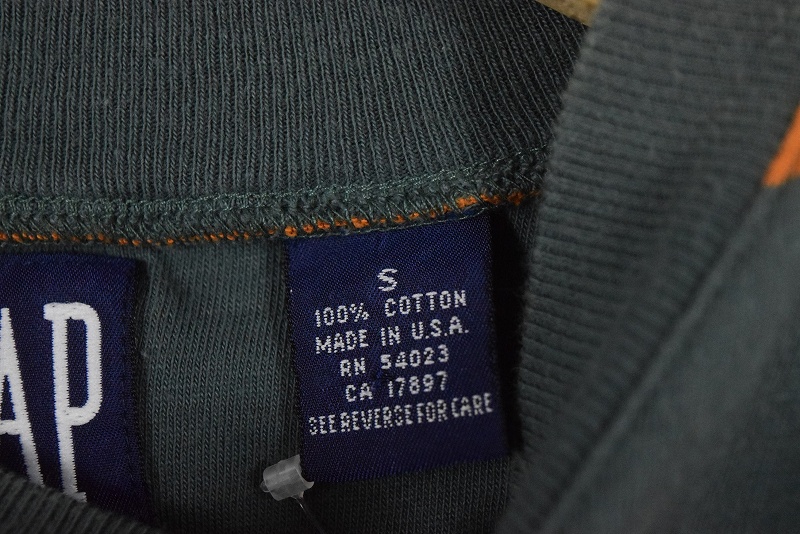 AP
S
100% COTTON
MADE IN U.S.A.
RN 54023
CA 17897
SEE REVERSE FOR CARE